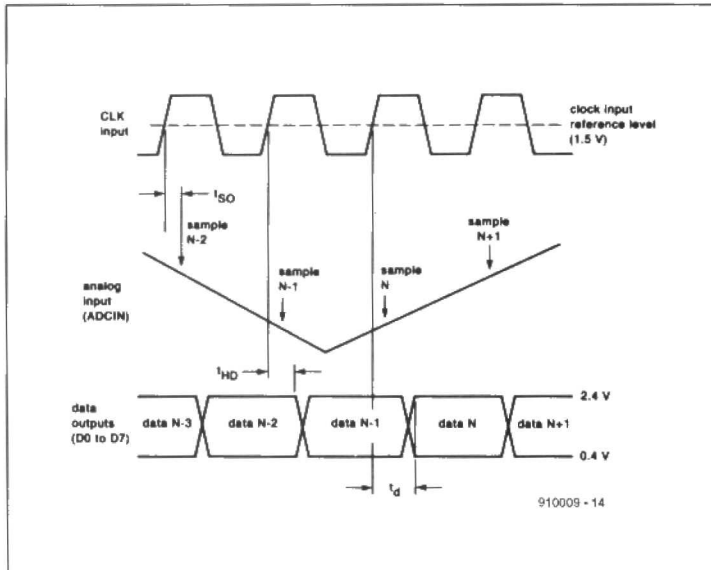 CLK
input
clock input
reference level
(1.5 V)
tSO
sample
N-2
sample
N+1
sample
N-1
sample
N
analog
input
(ADCIN)
tHD
data
outputs
(D0 to D7)
data N-3
data N-2
data N-1
data N
data N+1
2.4 V
0.4 V
td
910009 - 14